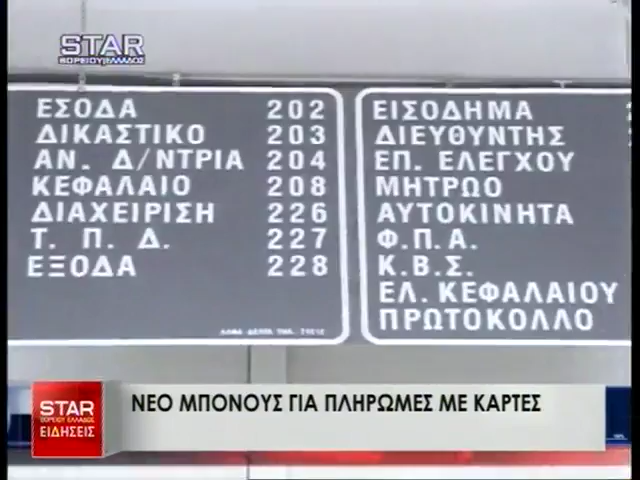 STAR
ΒΟΡΕΙΟΥ ΕΛΛΑΔΟΣ
ΕΣΟΔΑ 202
ΔΙΚΑΣΤΙΚΟ 203
ΑΝ. Δ/ΝΤΡΙΑ 204
ΚΕΦΑΛΑΙΟ 208
ΔΙΑΧΕΙΡΙΣΗ 226
Τ. Π. Δ. 227
ΕΞΟΔΑ 228
ΕΙΣΟΔΗΜΑ
ΔΙΕΥΘΥΝΤΗΣ
ΕΠ. ΕΛΕΓΧΟΥ
ΜΗΤΡΩΟ
ΑΥΤΟΚΙΝΗΤΑ
Φ.Π.Α.
Κ.Β.Σ.
ΕΛ. ΚΕΦΑΛΑΙΟΥ
ΠΡΩΤΟΚΟΛΛΟ
ΝΕΟ ΜΠΟΝΟΥΣ ΓΙΑ ΠΛΗΡΩΜΕΣ ΜΕ ΚΑΡΤΕΣ
STAR
ΒΟΡΕΙΟΥ ΕΛΛΑΔΟΣ
ΕΙΔΗΣΕΙΣ